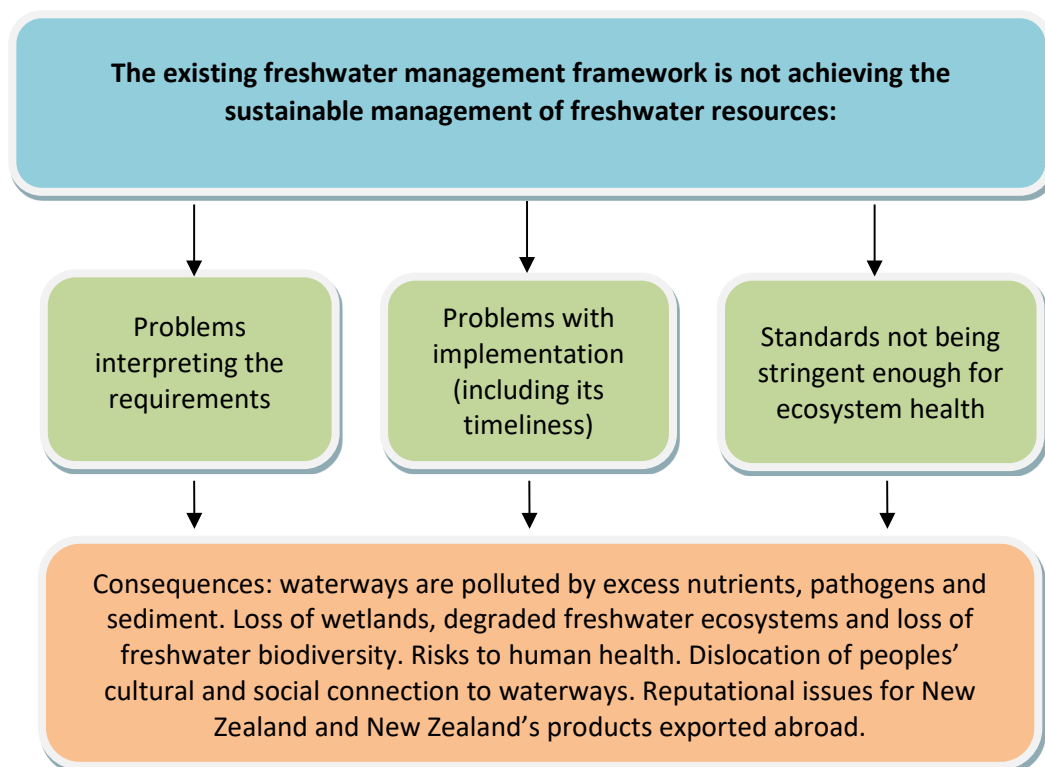 The existing freshwater management framework is not achieving the
sustainable management of freshwater resources:
Problems
interpreting the
requirements
Problems with
implementation
(including its
timeliness)
Standards not being
stringent enough for
ecosystem health
Consequences: waterways are polluted by excess nutrients, pathogens and
sediment. Loss of wetlands, degraded freshwater ecosystems and loss of
freshwater biodiversity. Risks to human health. Dislocation of peoples’
cultural and social connection to waterways. Reputational issues for New
Zealand and New Zealand’s products exported abroad.